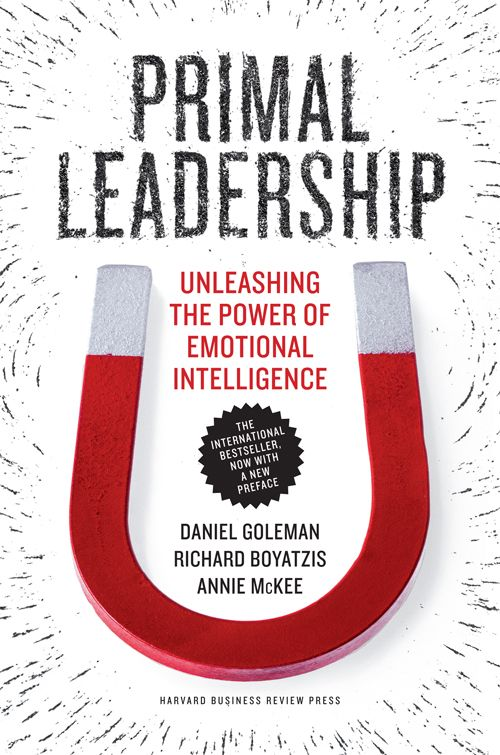 PRIMAL
LEADERSHIP
UNLEASHING
THE POWER OF
EMOTIONAL
INTELLIGENCE
THE
INTERNATIONAL
BESTSELLER,
NOW WITH
A NEW
PREFACE
DANIEL GOLEMAN
RICHARD BOYATZIS
ANNIE McKEE
HARVARD BUSINESS REVIEW PRESS